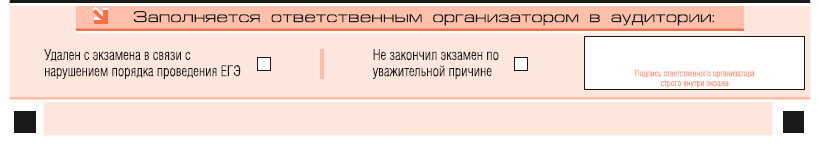 Заполняется ответственным организатором в аудитории:
Удален с экзамена в связи с
нарушением порядка проведения ЕГЭ
Не закончил экзамен по
уважительной причине
Подпись ответственного организатора
строго внутри окошка